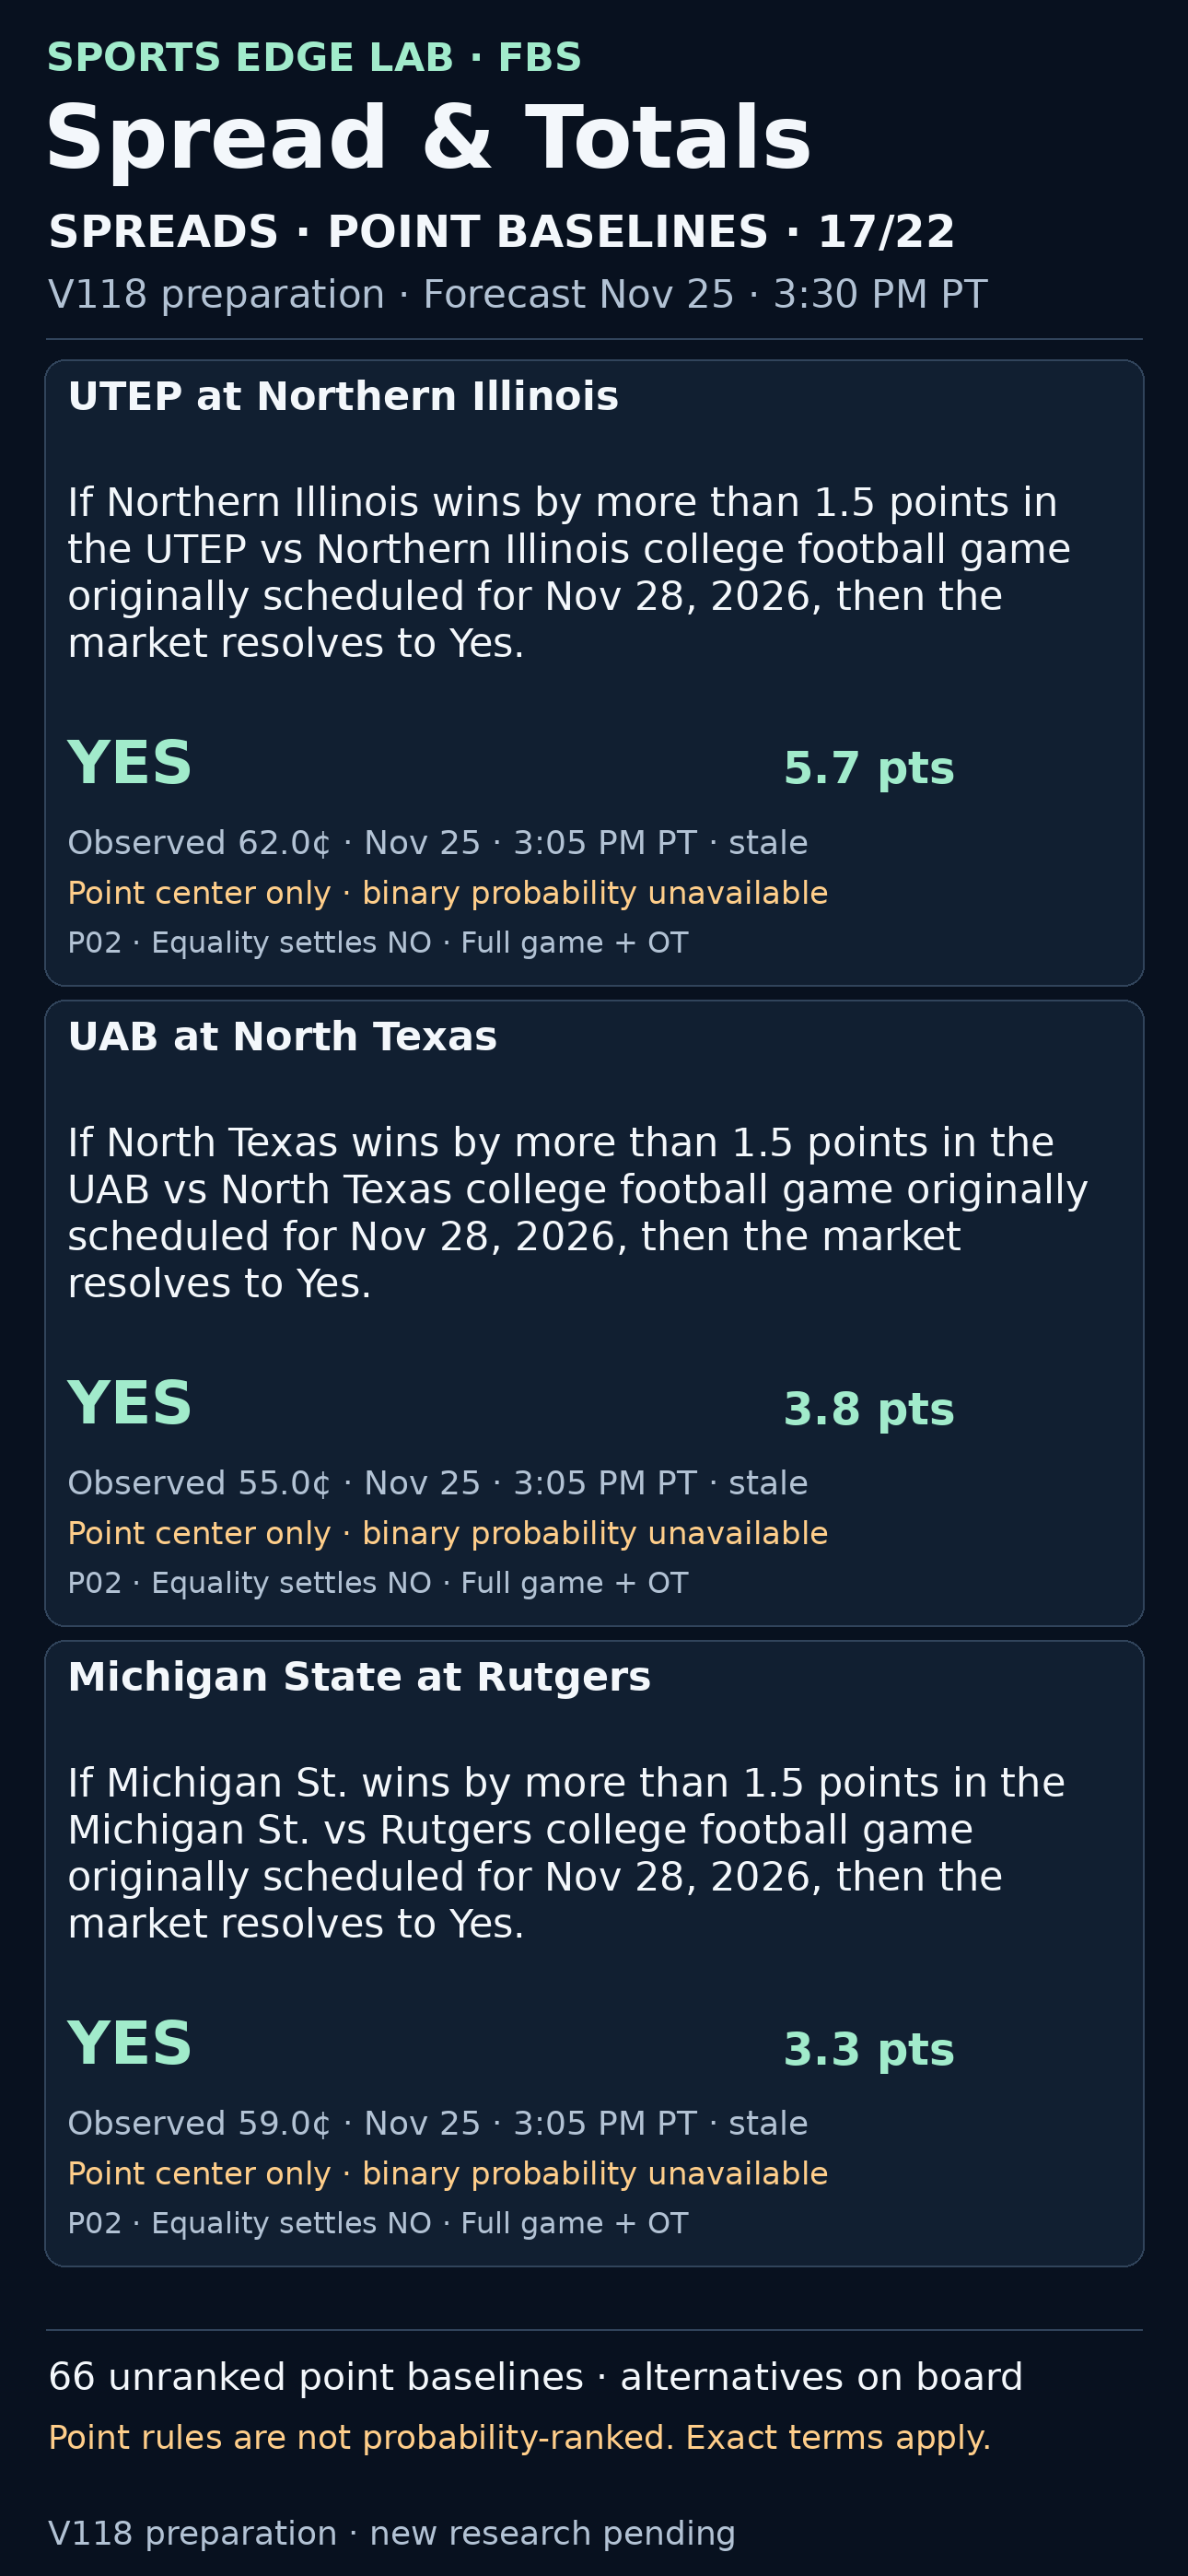 SPORTS EDGE LAB · FBS
Spread & Totals
SPREADS · POINT BASELINES · 17/22
V118 preparation · Forecast Nov 25 · 3:30 PM PT
UTEP at Northern Illinois
If Northern Illinois wins by more than 1.5 points in
the UTEP vs Northern Illinois college football game
originally scheduled for Nov 28, 2026, then the
market resolves to Yes.
YES 5.7 pts
Observed 62.0¢ · Nov 25 · 3:05 PM PT · stale
Point center only · binary probability unavailable
P02 · Equality settles NO · Full game + OT
UAB at North Texas
If North Texas wins by more than 1.5 points in the
UAB vs North Texas college football game originally
scheduled for Nov 28, 2026, then the market
resolves to Yes.
YES 3.8 pts
Observed 55.0¢ · Nov 25 · 3:05 PM PT · stale
Point center only · binary probability unavailable
P02 · Equality settles NO · Full game + OT
Michigan State at Rutgers
If Michigan St. wins by more than 1.5 points in the
Michigan St. vs Rutgers college football game
originally scheduled for Nov 28, 2026, then the
market resolves to Yes.
YES 3.3 pts
Observed 59.0¢ · Nov 25 · 3:05 PM PT · stale
Point center only · binary probability unavailable
P02 · Equality settles NO · Full game + OT
66 unranked point baselines · alternatives on board
Point rules are not probability-ranked. Exact terms apply.
V118 preparation · new research pending